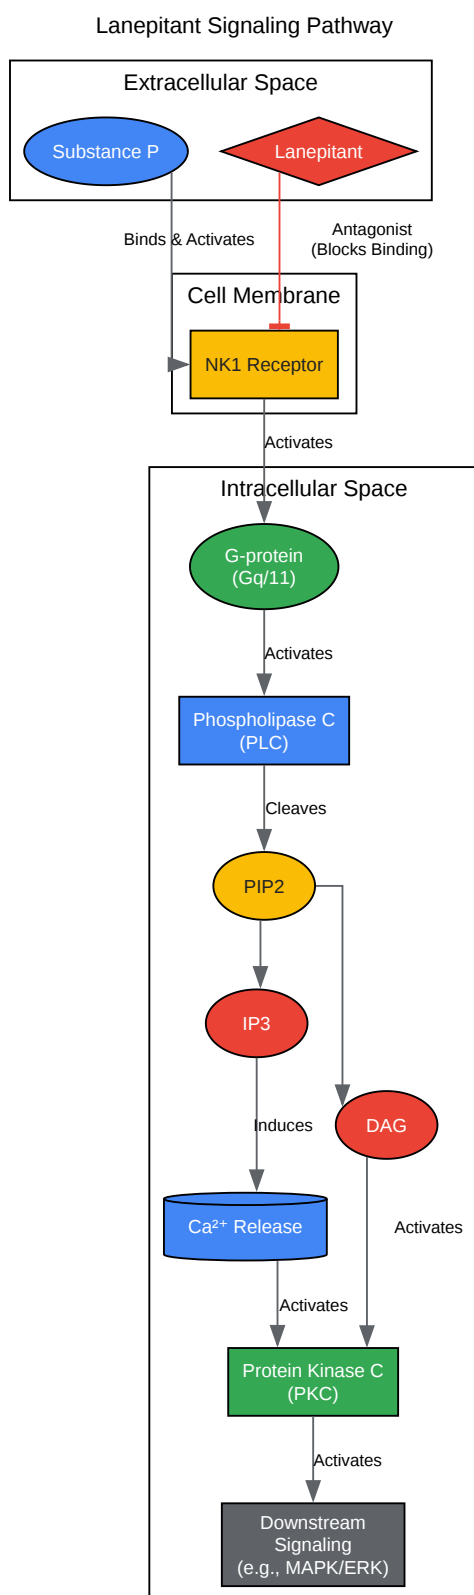 Lanepitant Signaling Pathway
Extracellular Space
Substance P
Lanepitant
Binds & Activates
Antagonist
(Blocks Binding)
Cell Membrane
NK1 Receptor
Activates
Intracellular Space
G-protein
(Gq/11)
Activates
Phospholipase C
(PLC)
Cleaves
PIP2
IP3
Induces
DAG
Ca²⁺ Release
Activates
Activates
Protein Kinase C
(PKC)
Activates
Downstream
Signaling
(e.g., MAPK/ERK)